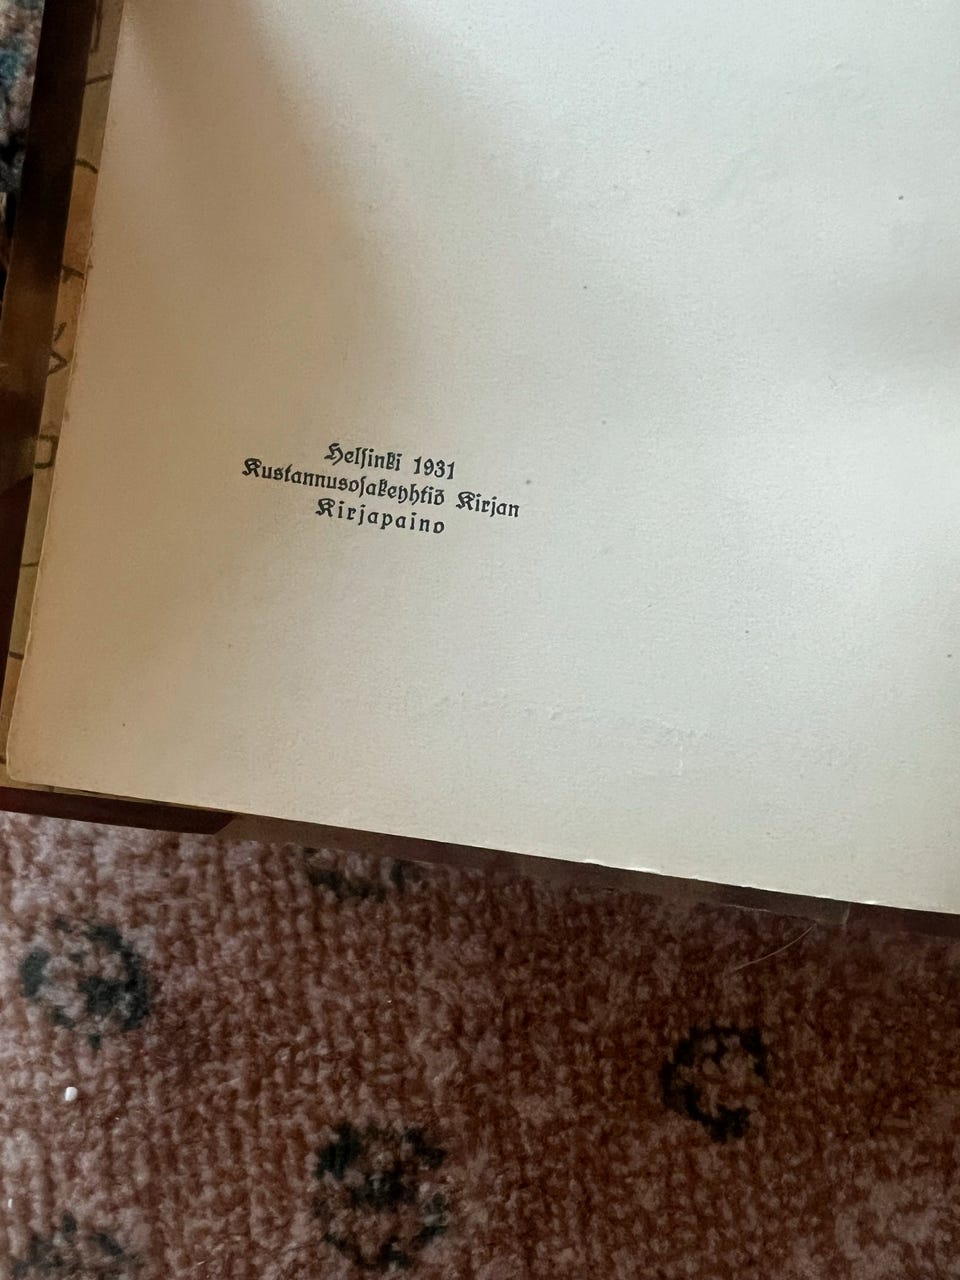 Helsinki 1931
Kustannusosakeyhtiö Kirjan
Kirjapaino